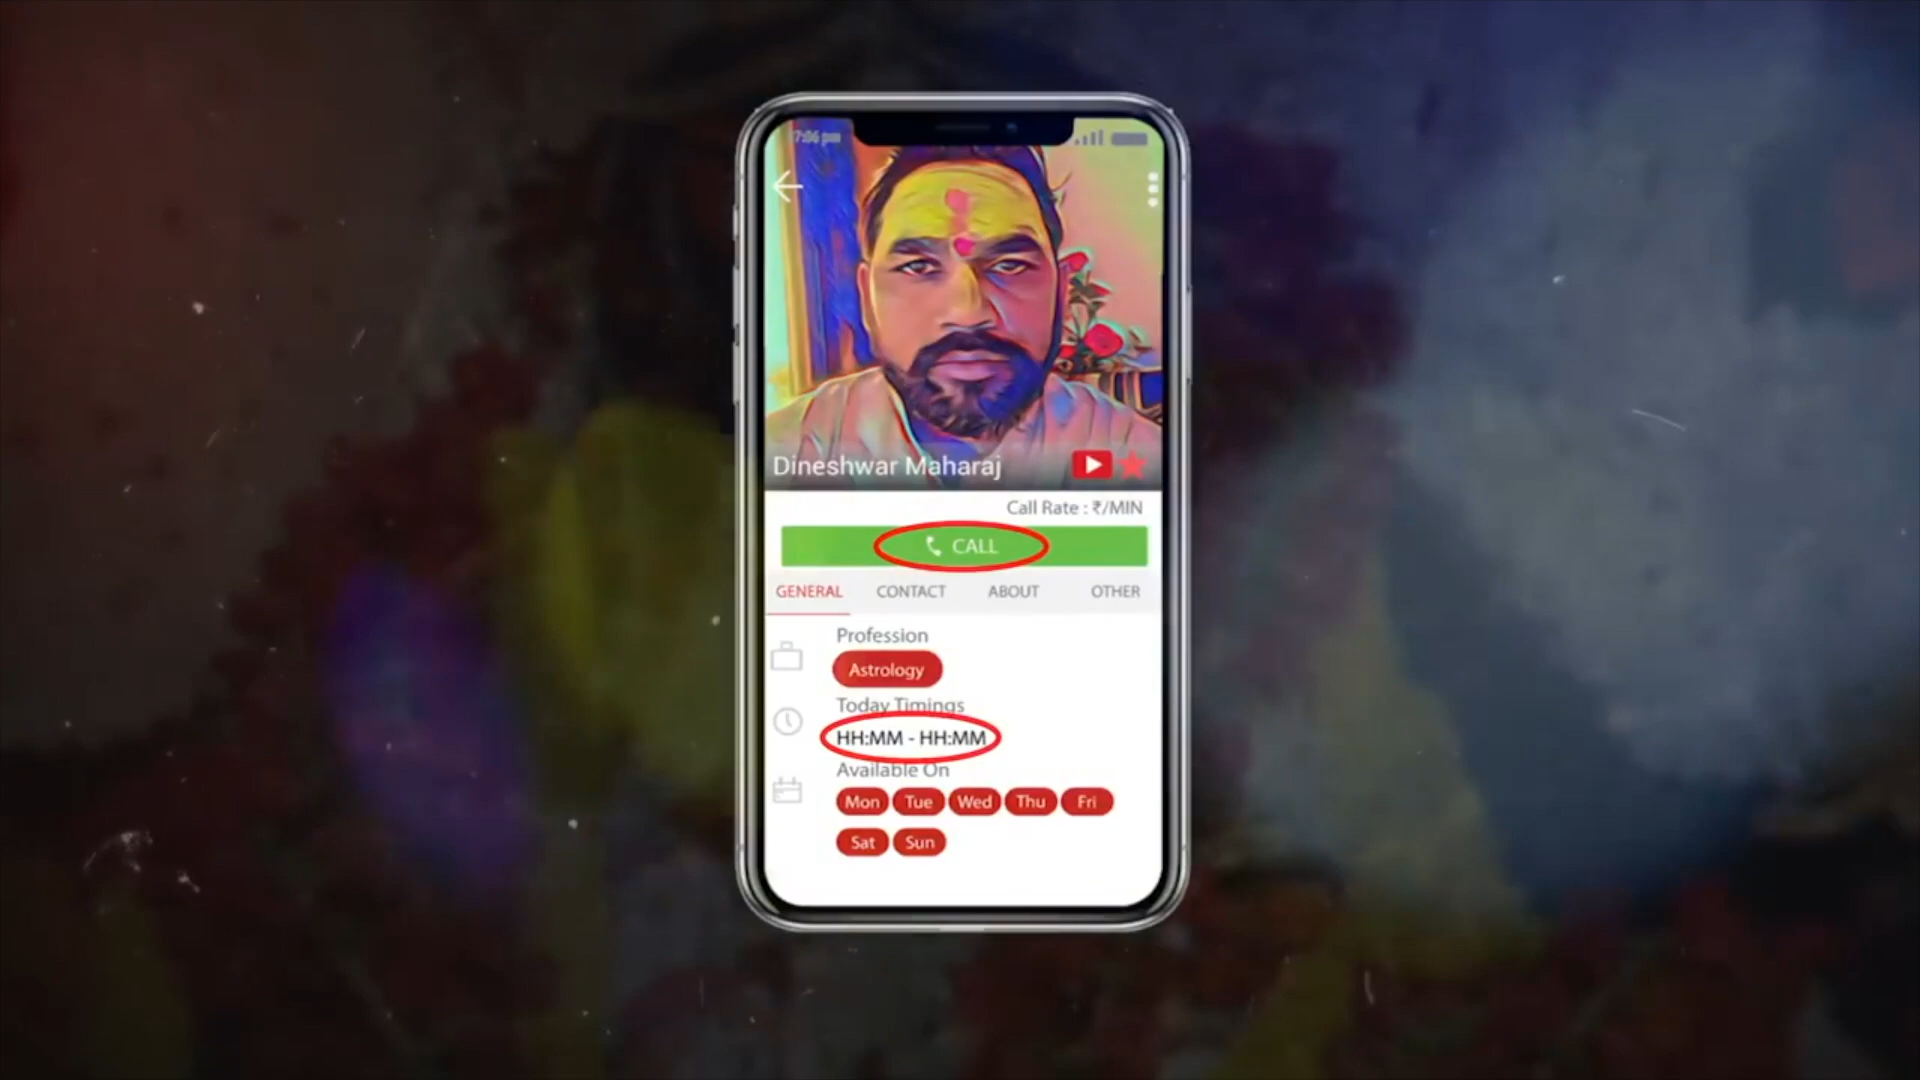 7:06 pm
Dineshwar Maharaj
Call Rate : ₹/MIN
CALL
GENERAL CONTACT ABOUT OTHER
Profession
Astrology
Today Timings
HH:MM - HH:MM
Available On
Mon Tue Wed Thu Fri
Sat Sun